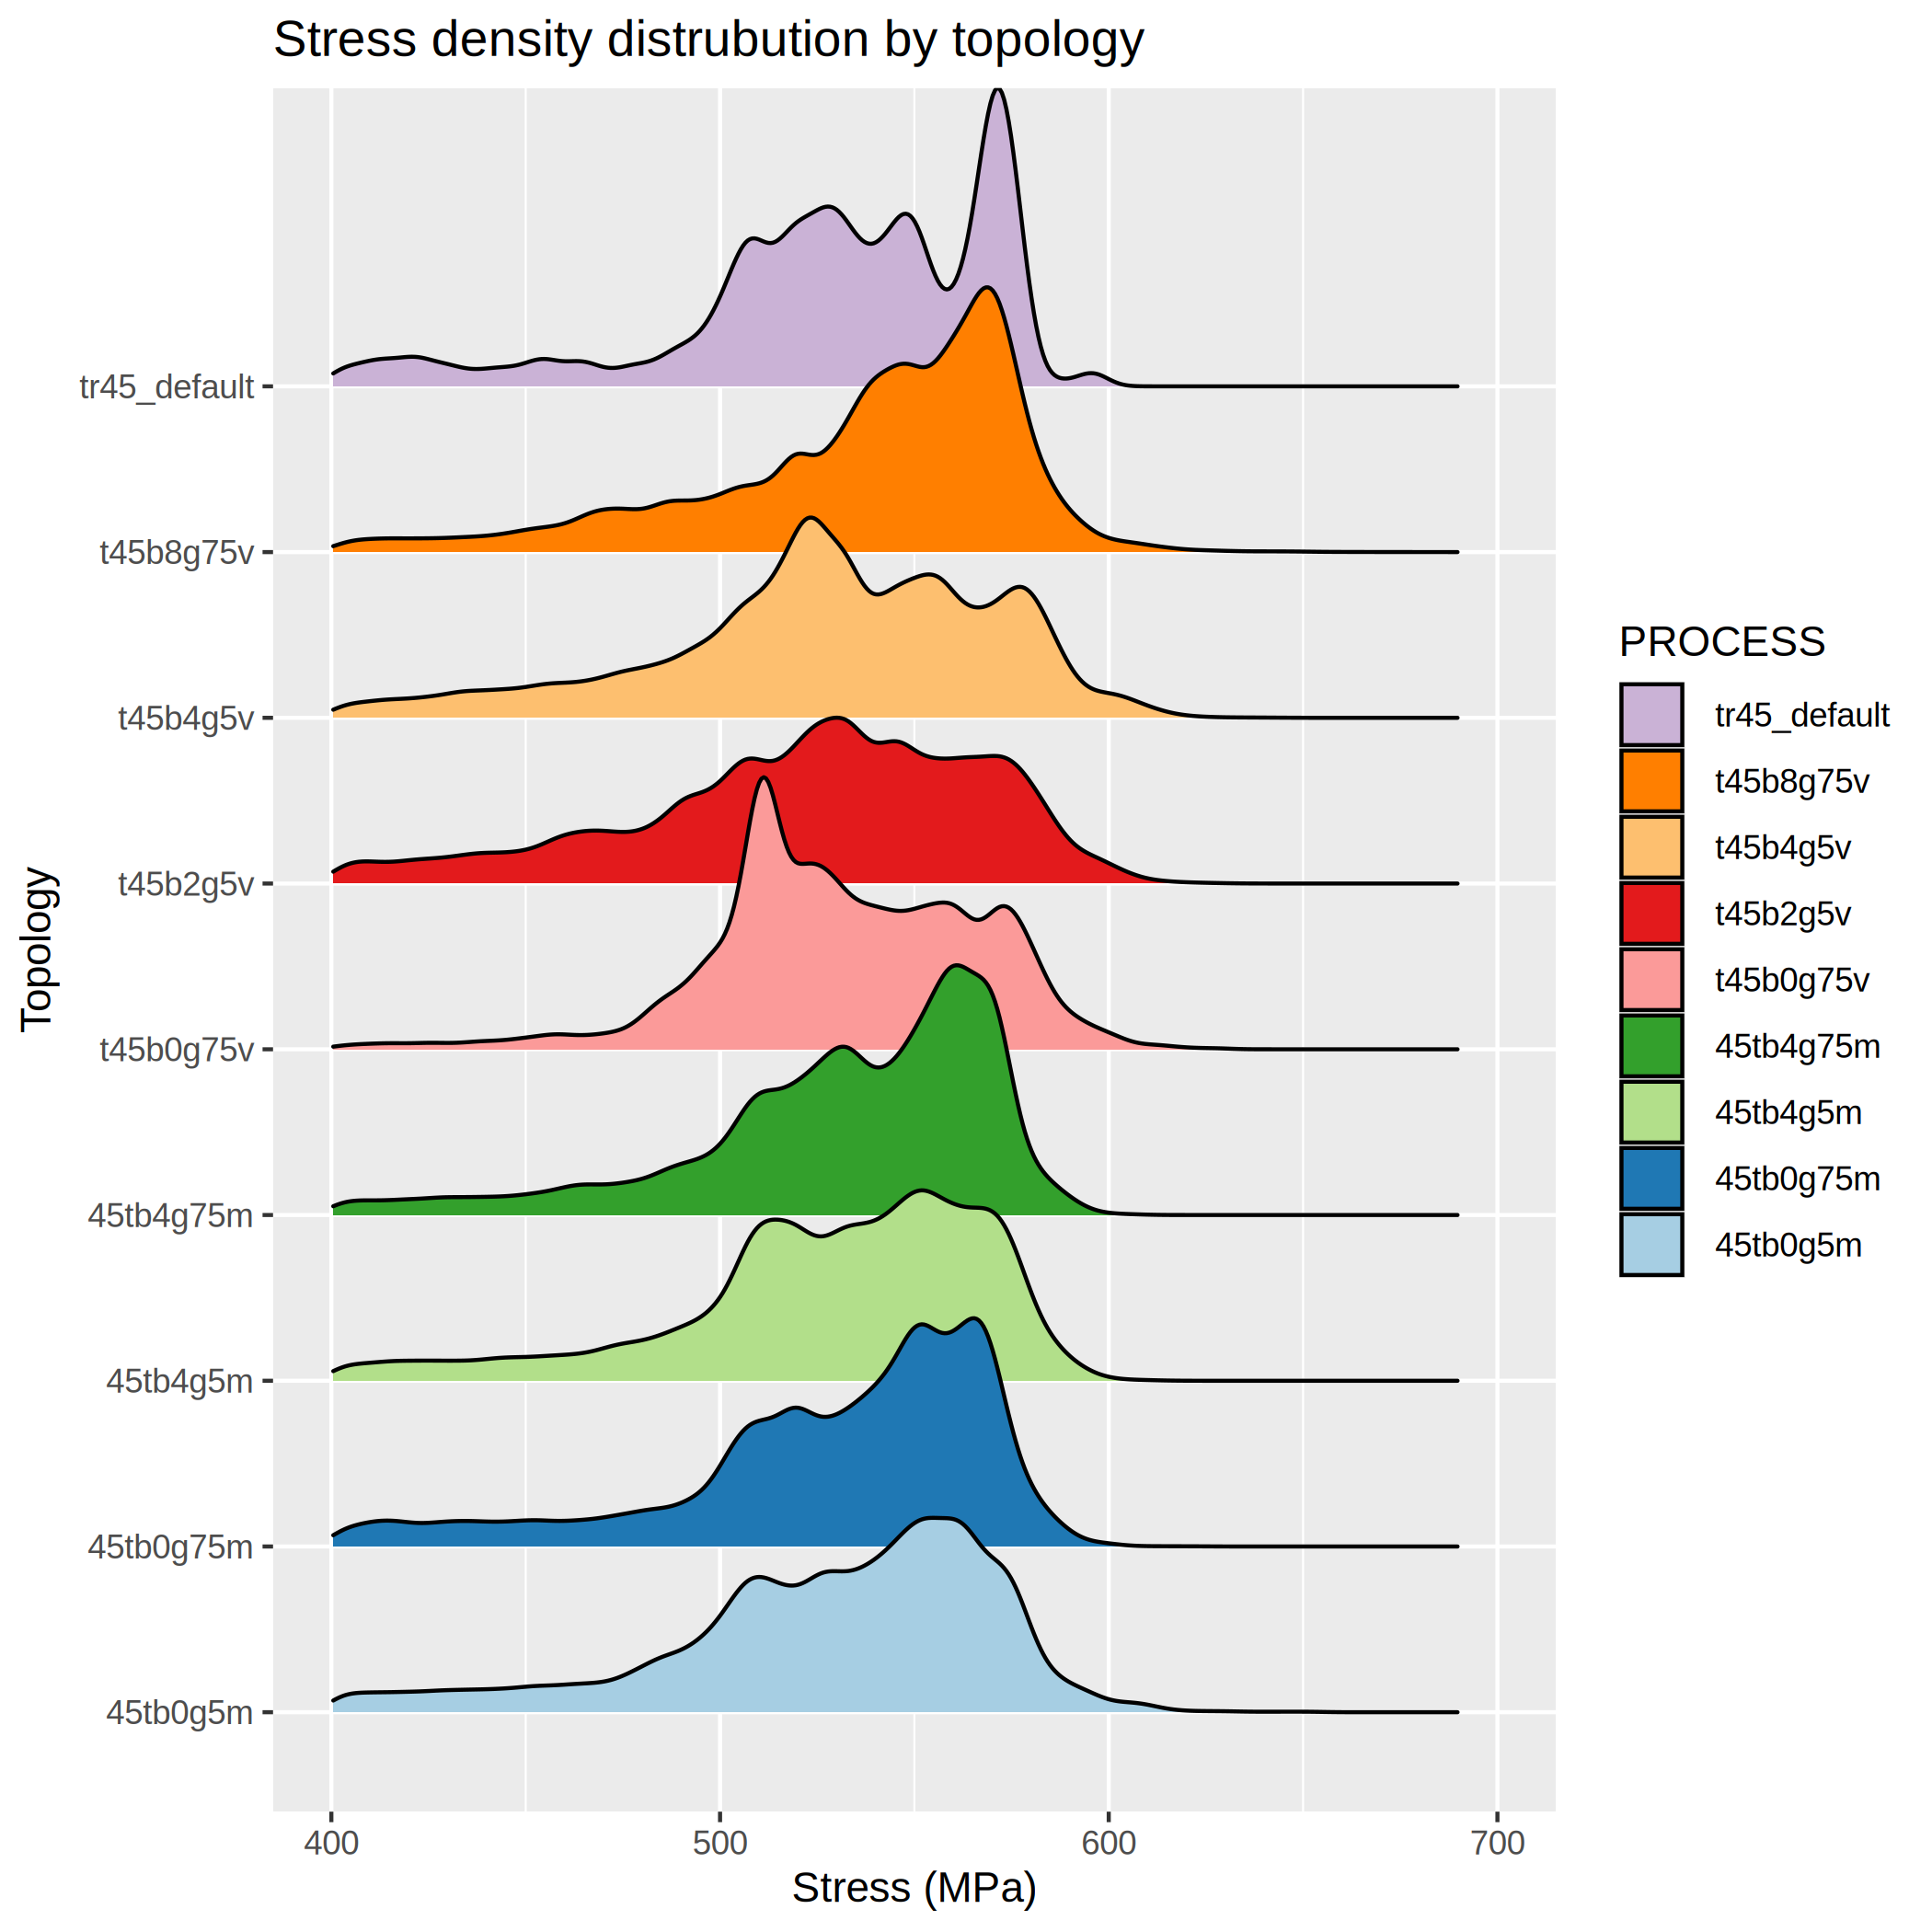 Stress density distrubution by topology
Topology
tr45_default
t45b8g75v
t45b4g5v
t45b2g5v
t45b0g75v
45tb4g75m
45tb4g5m
45tb0g75m
45tb0g5m
400 500 600 700
Stress (MPa)
PROCESS
tr45_default
t45b8g75v
t45b4g5v
t45b2g5v
t45b0g75v
45tb4g75m
45tb4g5m
45tb0g75m
45tb0g5m